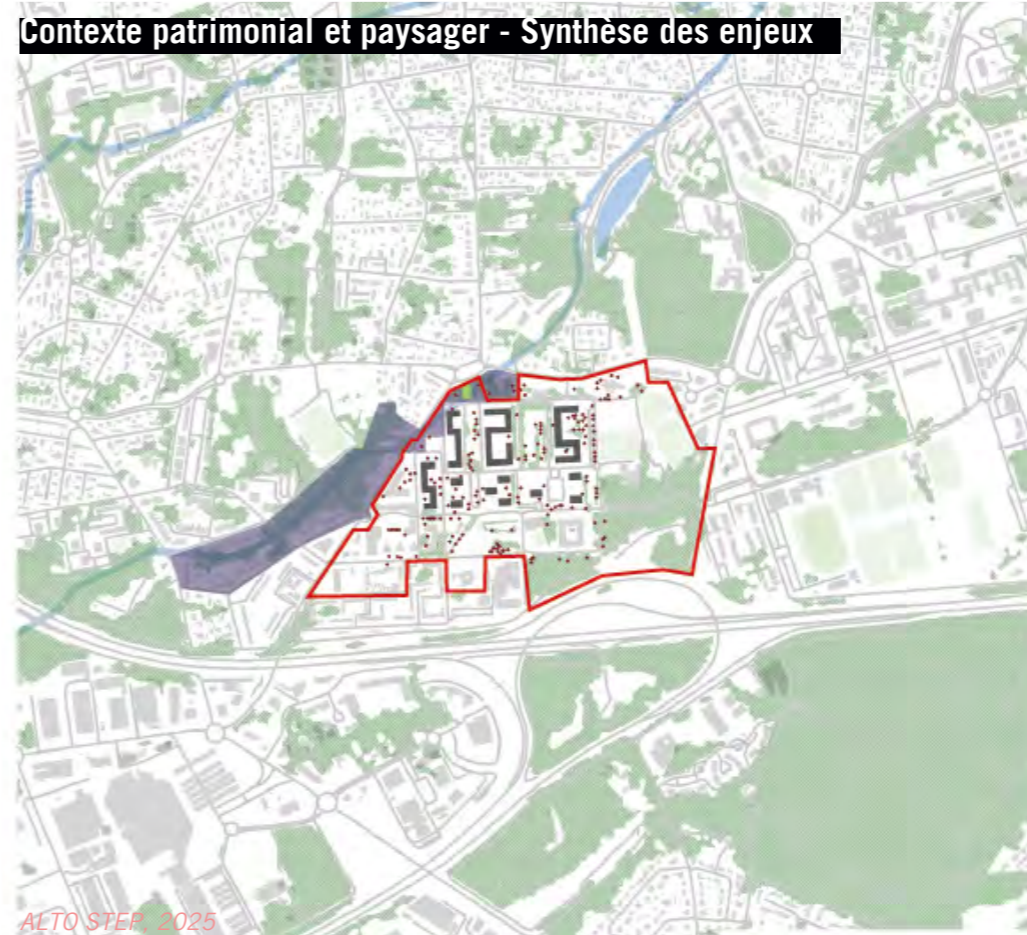 Contexte patrimonial et paysager - Synthèse des enjeux
ALTO STEP, 2025